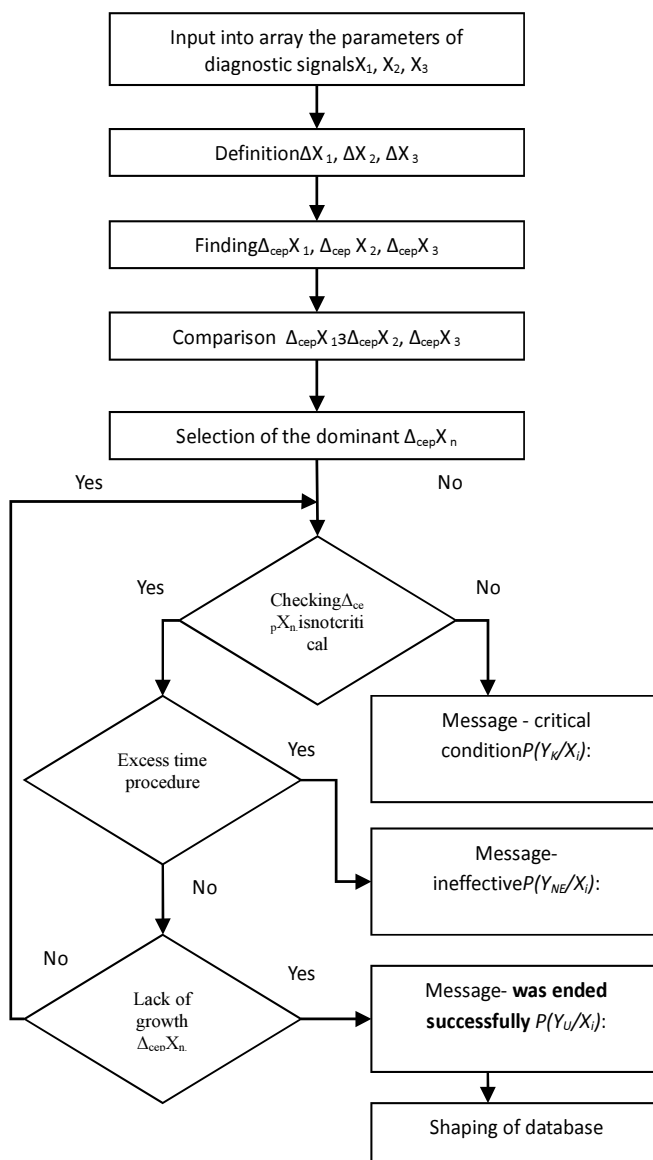 Input into array the parameters of
diagnostic signalsX₁, X₂, X₃
DefinitionΔX₁, ΔX₂, ΔX₃
FindingΔcepX₁, Δcep X₂, ΔcepX₃
Comparison ΔcepX₁зΔcepX₂, ΔcepX₃
Selection of the dominant ΔcepXn
Yes
No
Yes
No
CheckingΔce
pXn.isnotcriti
cal
Message - critical
conditionP(YK/Xi):
Excess time
procedure
Yes
Message-
ineffectiveP(YNE/Xi):
No
No
Yes
Lack of
growth
ΔcepXn.
Message- was ended
successfully P(YU/Xi):
Shaping of database